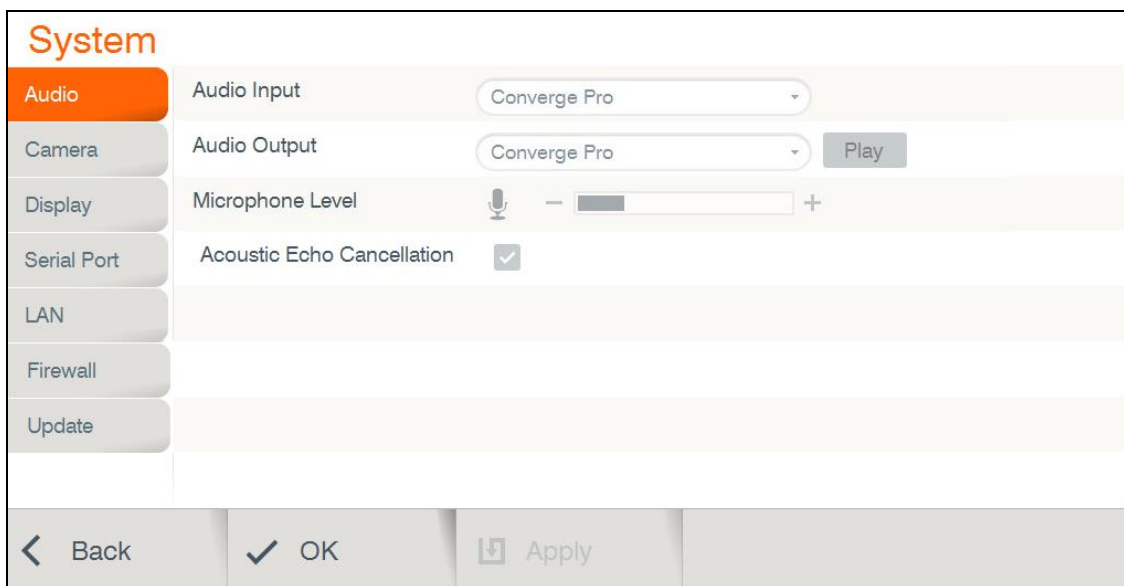 System
Audio
Audio Input
Converge Pro
Camera
Audio Output
Converge Pro
Play
Display
Microphone Level
Serial Port
Acoustic Echo Cancellation
LAN
Firewall
Update
Back
OK
Apply